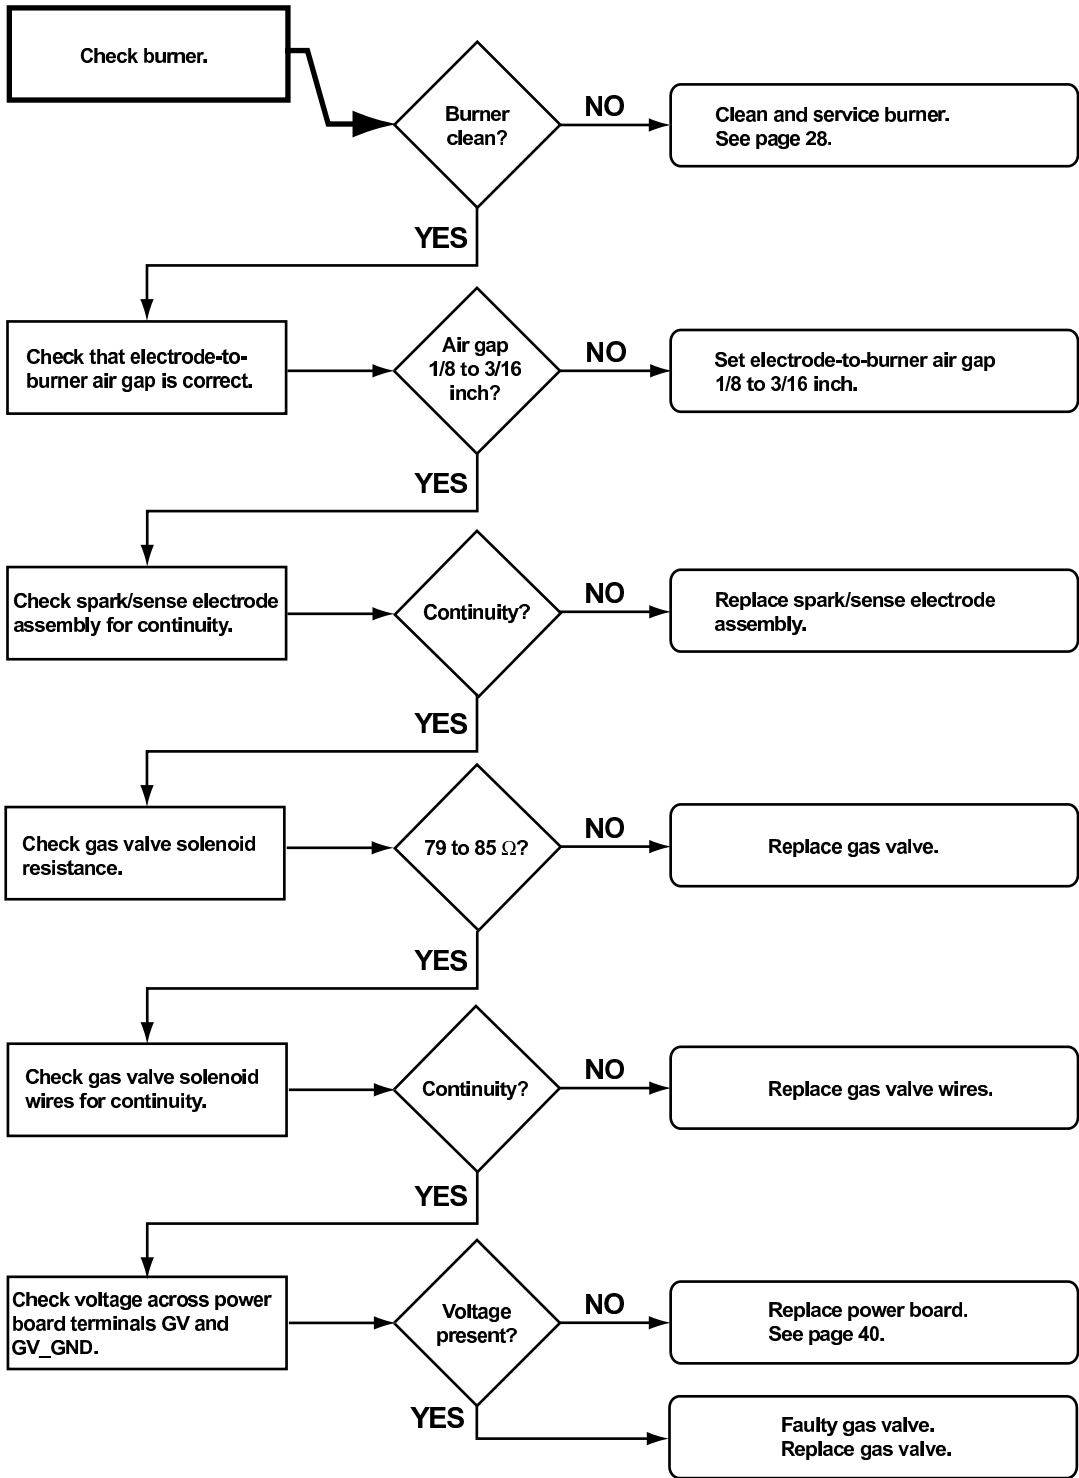 Check burner.
Burner
clean?
NO
Clean and service burner.
See page 28.
YES
Check that electrode-to-
burner air gap is correct.
Air gap
1/8 to 3/16
inch?
NO
Set electrode-to-burner air gap
1/8 to 3/16 inch.
YES
Check spark/sense electrode
assembly for continuity.
Continuity?
NO
Replace spark/sense electrode
assembly.
YES
Check gas valve solenoid
resistance.
79 to 85 Ω?
NO
Replace gas valve.
YES
Check gas valve solenoid
wires for continuity.
Continuity?
NO
Replace gas valve wires.
YES
Check voltage across power
board terminals GV and
GV_GND.
Voltage
present?
NO
Replace power board.
See page 40.
YES
Faulty gas valve.
Replace gas valve.